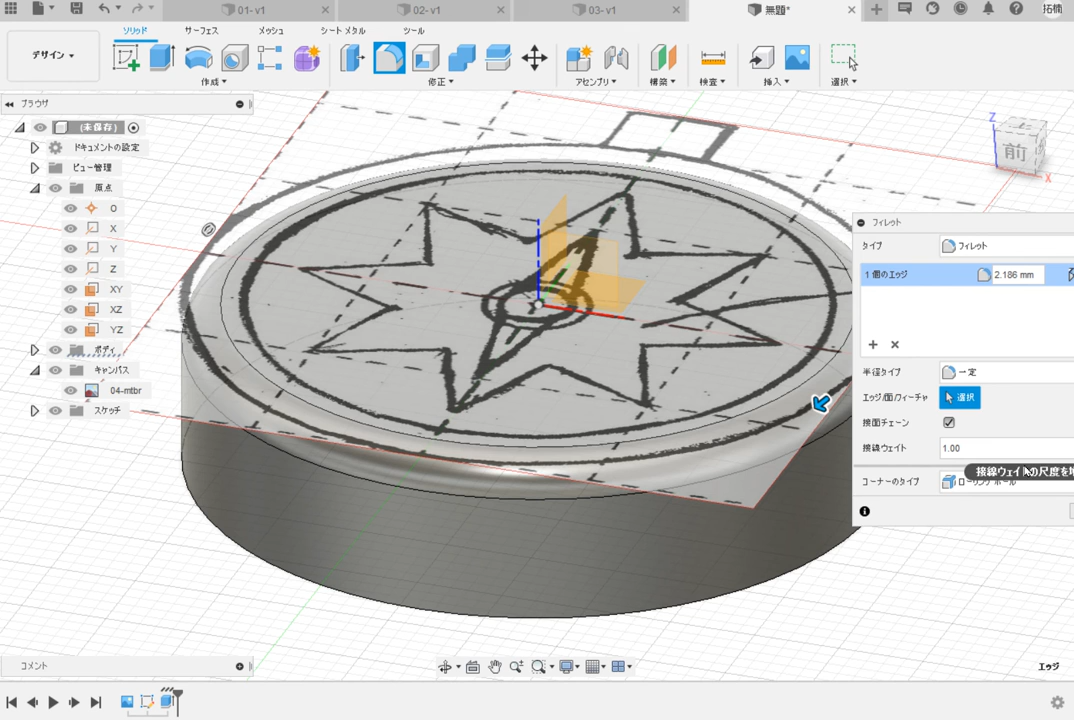 01- v1
02- v1
03- v1
無題*
拓楠
デザイン
ソリッド
サーフェス
メッシュ
シート メタル
ツール
作成
修正
アセンブリ
構築
検査
挿入
選択
ブラウザ
(未保存)
ドキュメントの設定
ビュー管理
原点
O
X
Y
Z
XY
XZ
YZ
ボディ
キャンバス
04-mtbr
スケッチ
Z
前
X
フィレット
タイプ
フィレット
1 個のエッジ
2.186 mm
半径タイプ
一定
エッジ/面/フィーチャ
選択
接面チェーン
接線ウェイト
1.00
接線ウェイトの尺度を
コーナーのタイプ
コメント
エッジ